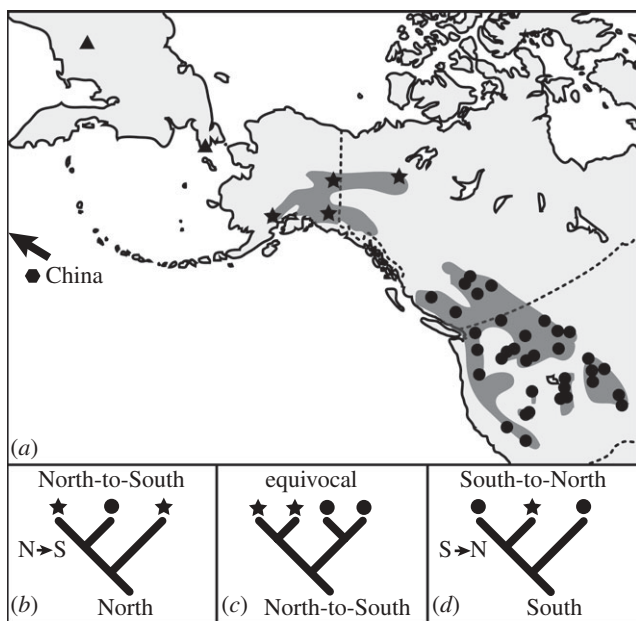 China
(a)
North-to-South
N→S
(b)
North
equivocal
(c)
North-to-South
South-to-North
S→N
(d)
South